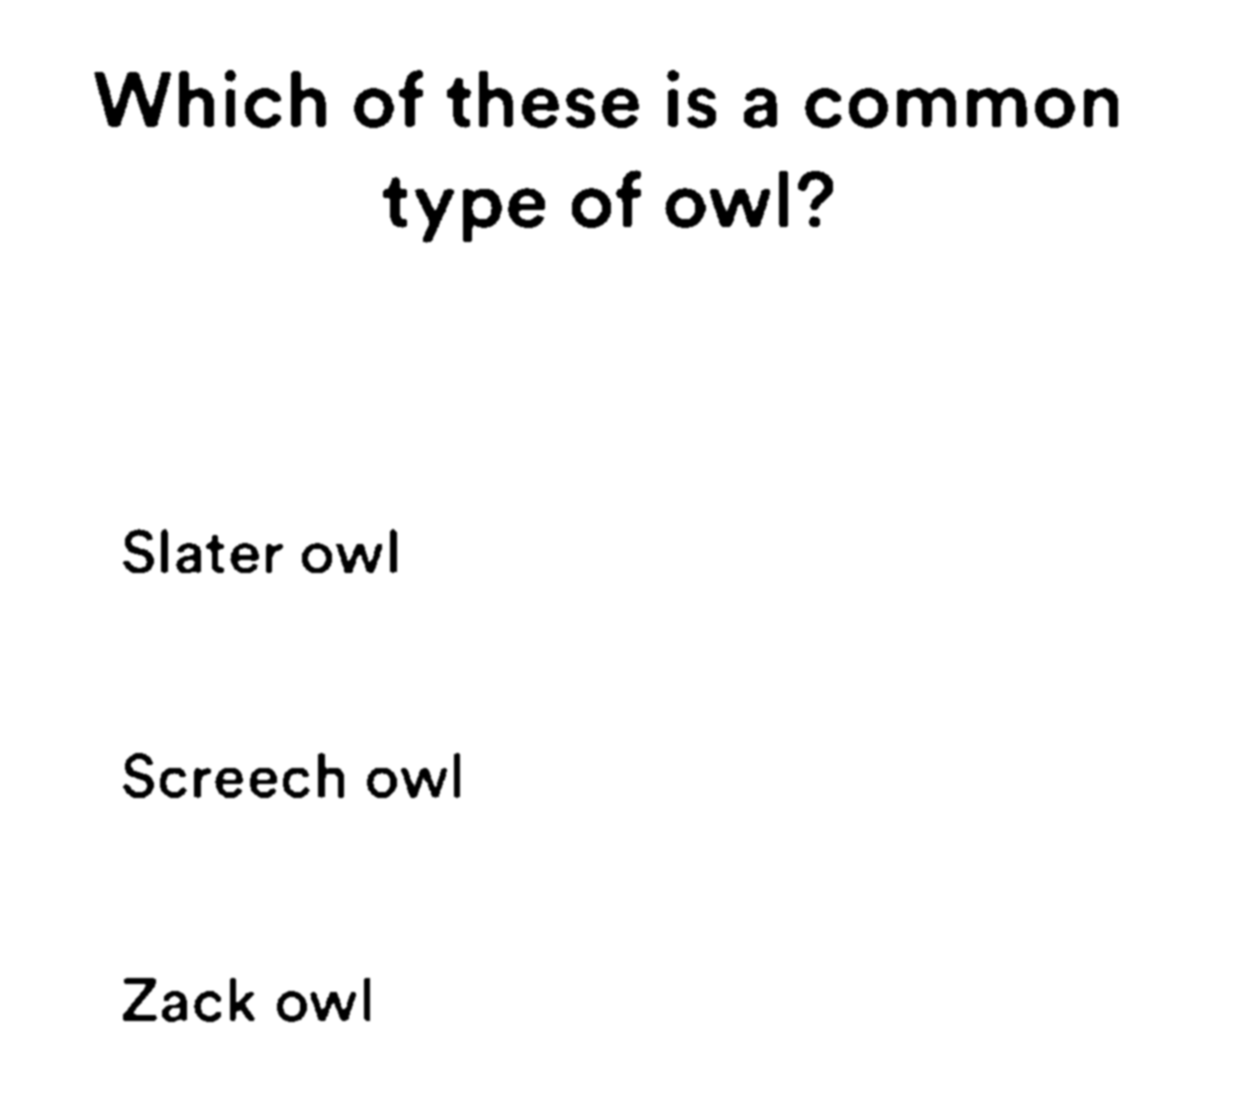 Which of these is a common
type of owl?
Slater owl
Screech owl
Zack owl